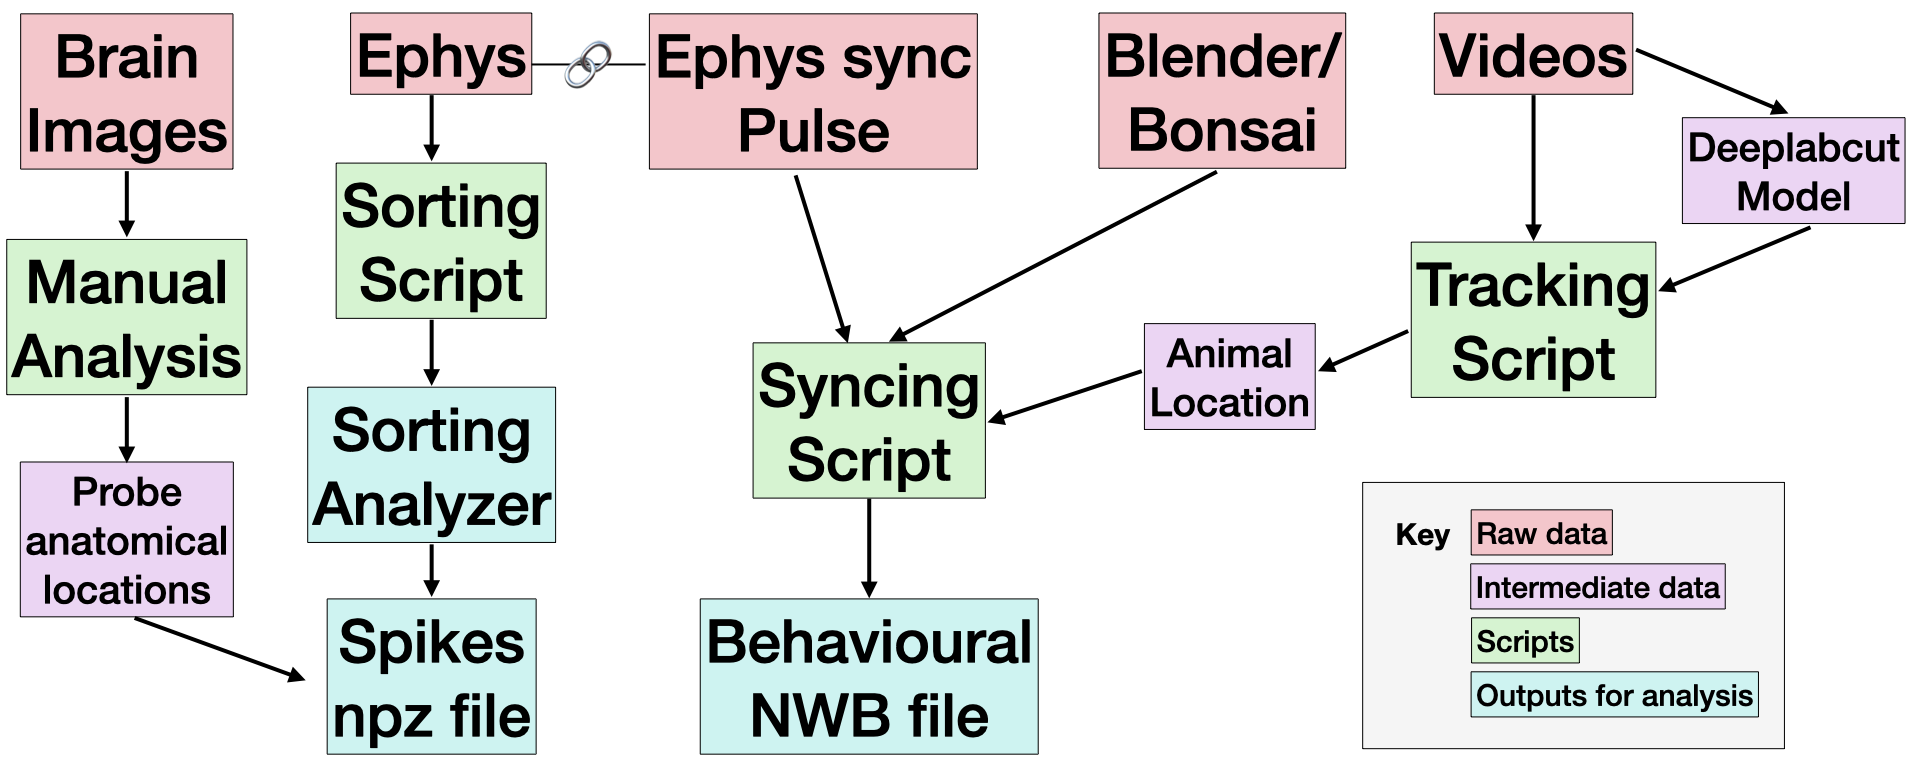 Brain
Images
Ephys
Ephys sync
Pulse
Blender/
Bonsai
Videos
Deeplabcut
Model
Manual
Analysis
Sorting
Script
Tracking
Script
Animal
Location
Syncing
Script
Sorting
Analyzer
Probe
anatomical
locations
Spikes
npz file
Behavioural
NWB file
Key
Raw data
Intermediate data
Scripts
Outputs for analysis